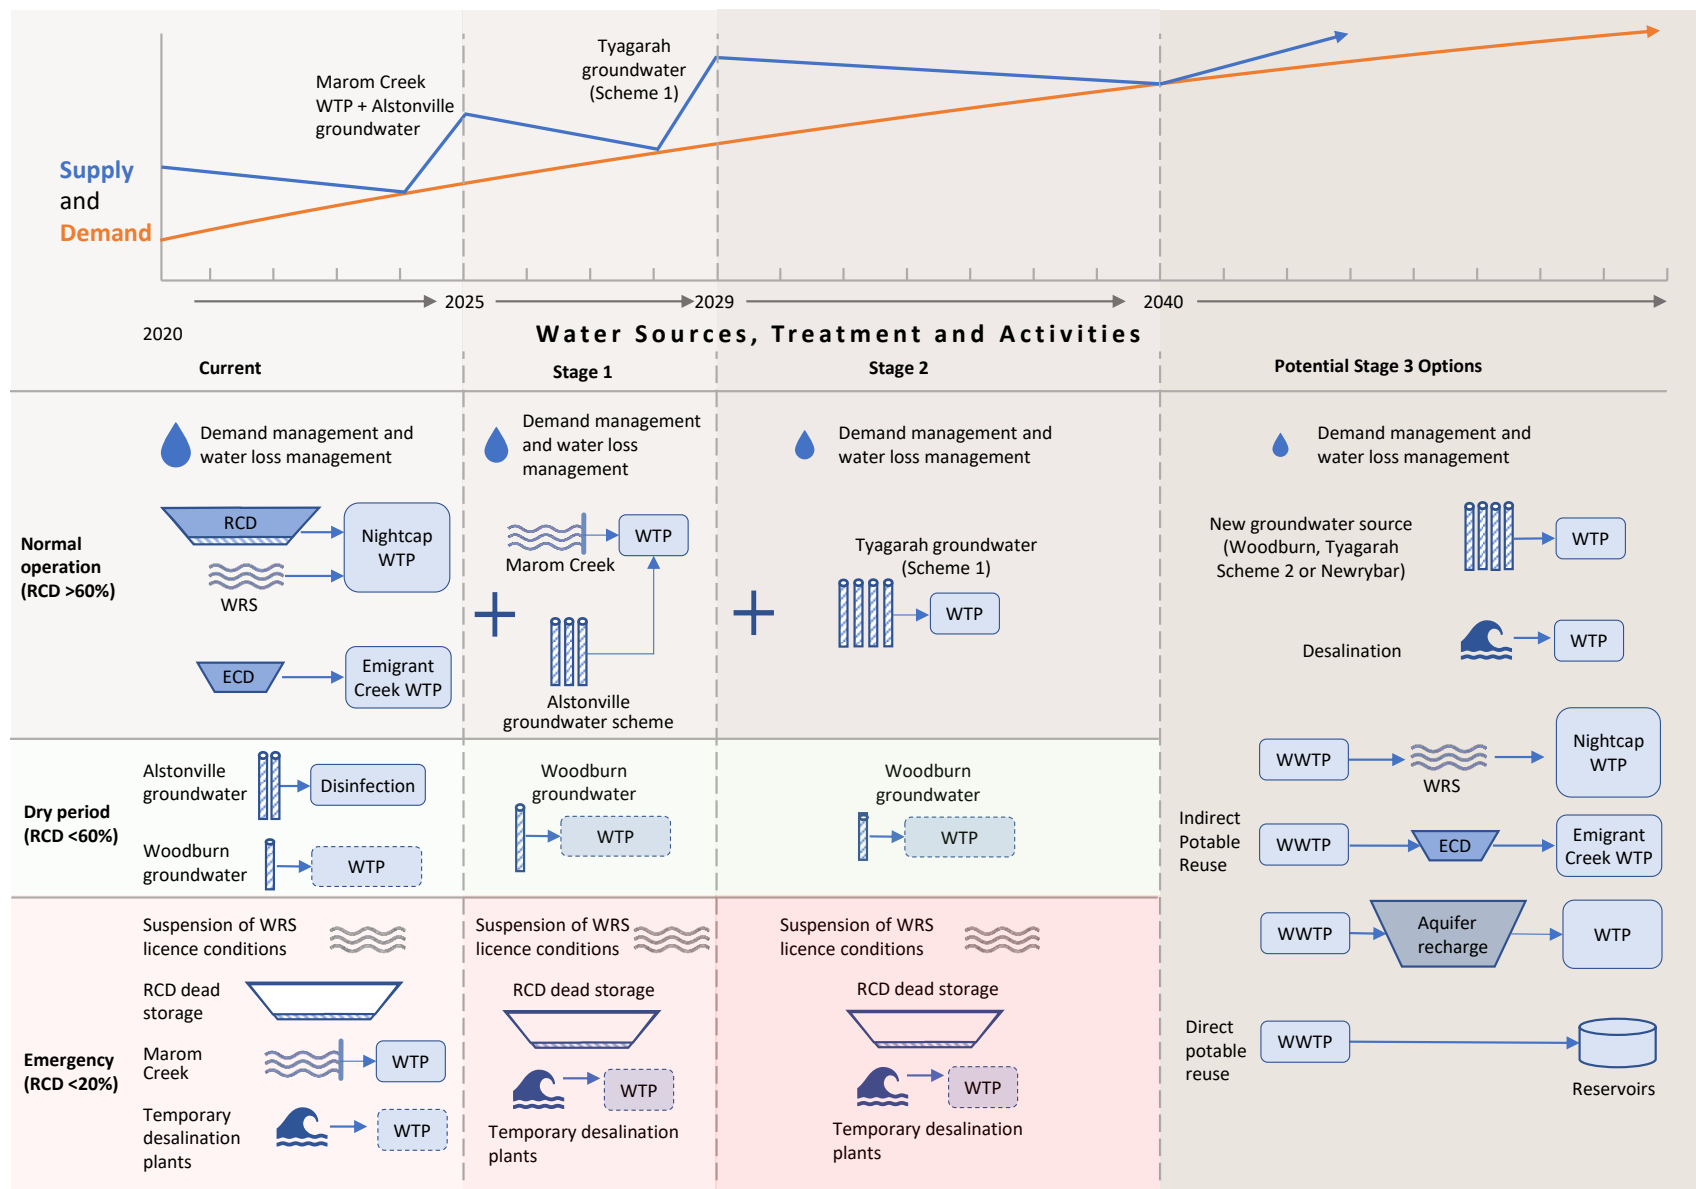 Tyagarah
groundwater
(Scheme 1)
Marom Creek
WTP + Alstonville
groundwater
Supply
and
Demand
2025
2029
2040
2020
Water Sources, Treatment and Activities
Current
Stage 1
Stage 2
Potential Stage 3 Options
Normal
operation
(RCD >60%)
Demand management and
water loss management
RCD
Nightcap
WTP
WRS
ECD
Emigrant
Creek WTP
Demand management
and water loss
management
WTP
Marom Creek
Alstonville
groundwater scheme
Demand management and
water loss management
Tyagarah groundwater
(Scheme 1)
WTP
Demand management and
water loss management
New groundwater source
(Woodburn, Tyagarah
Scheme 2 or Newrybar)
WTP
Desalination
WTP
Indirect
Potable
Reuse
WWTP
WRS
Nightcap
WTP
WWTP
ECD
Emigrant
Creek WTP
WWTP
Aquifer
recharge
WTP
Direct
potable
reuse
WWTP
Reservoirs
Dry period
(RCD <60%)
Alstonville
groundwater
Disinfection
Woodburn
groundwater
WTP
Woodburn
groundwater
WTP
Woodburn
groundwater
WTP
Emergency
(RCD <20%)
Suspension of WRS
licence conditions
RCD dead
storage
Marom
Creek
WTP
Temporary
desalination
plants
WTP
Suspension of WRS
licence conditions
RCD dead storage
WTP
Temporary desalination
plants
Suspension of WRS
licence conditions
RCD dead storage
WTP
Temporary desalination
plants